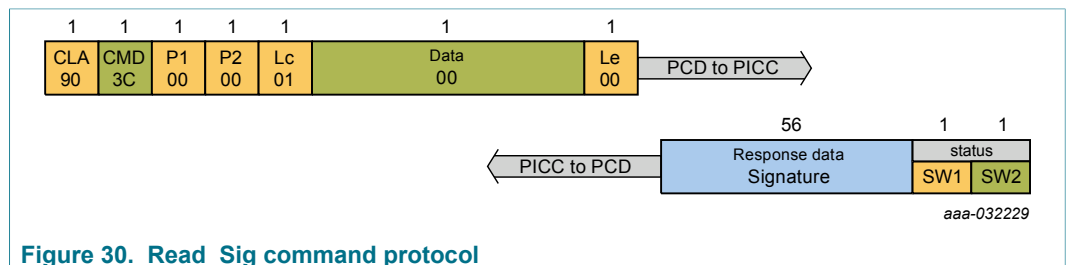 1 1 1 1 1 1 1
CLA CMD P1 P2 Lc Data Le
90 3C 00 00 01 00 00
PCD to PICC
56 1 1
PICC to PCD
Response data
Signature
status
SW1 SW2
aaa-032229
Figure 30. Read_Sig command protocol